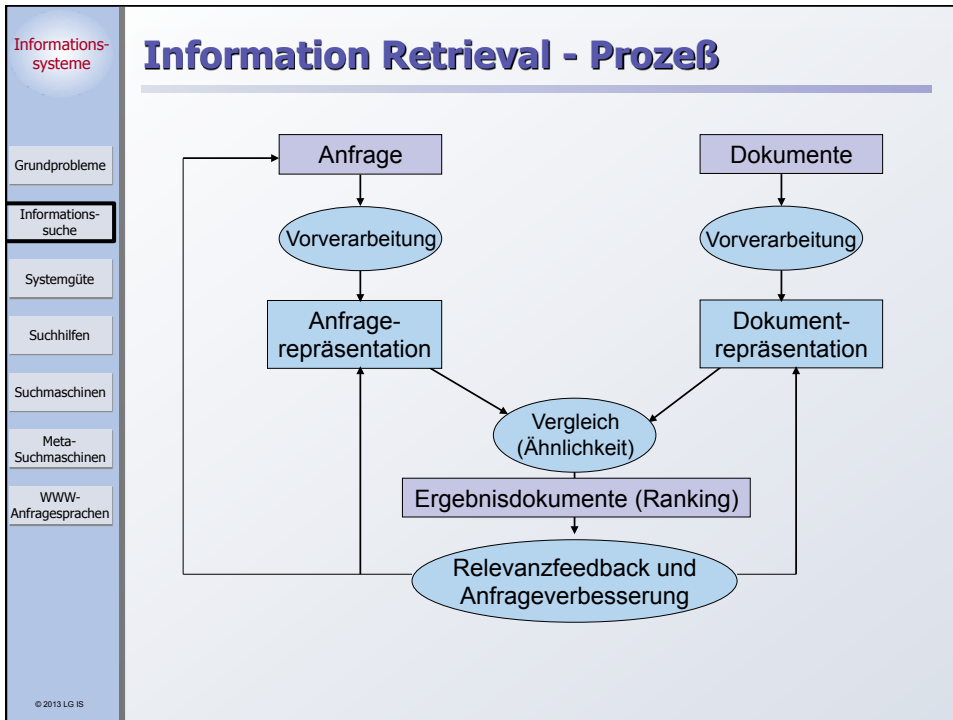 Informations-
systeme
Information Retrieval - Prozeß
Grundprobleme
Informations-
suche
Systemgüte
Suchhilfen
Suchmaschinen
Meta-
Suchmaschinen
WWW-
Anfragesprachen
© 2013 LG IS
Anfrage
Dokumente
Vorverarbeitung
Vorverarbeitung
Anfrage-
repräsentation
Dokument-
repräsentation
Vergleich
(Ähnlichkeit)
Ergebnisdokumente (Ranking)
Relevanzfeedback und
Anfrageverbesserung